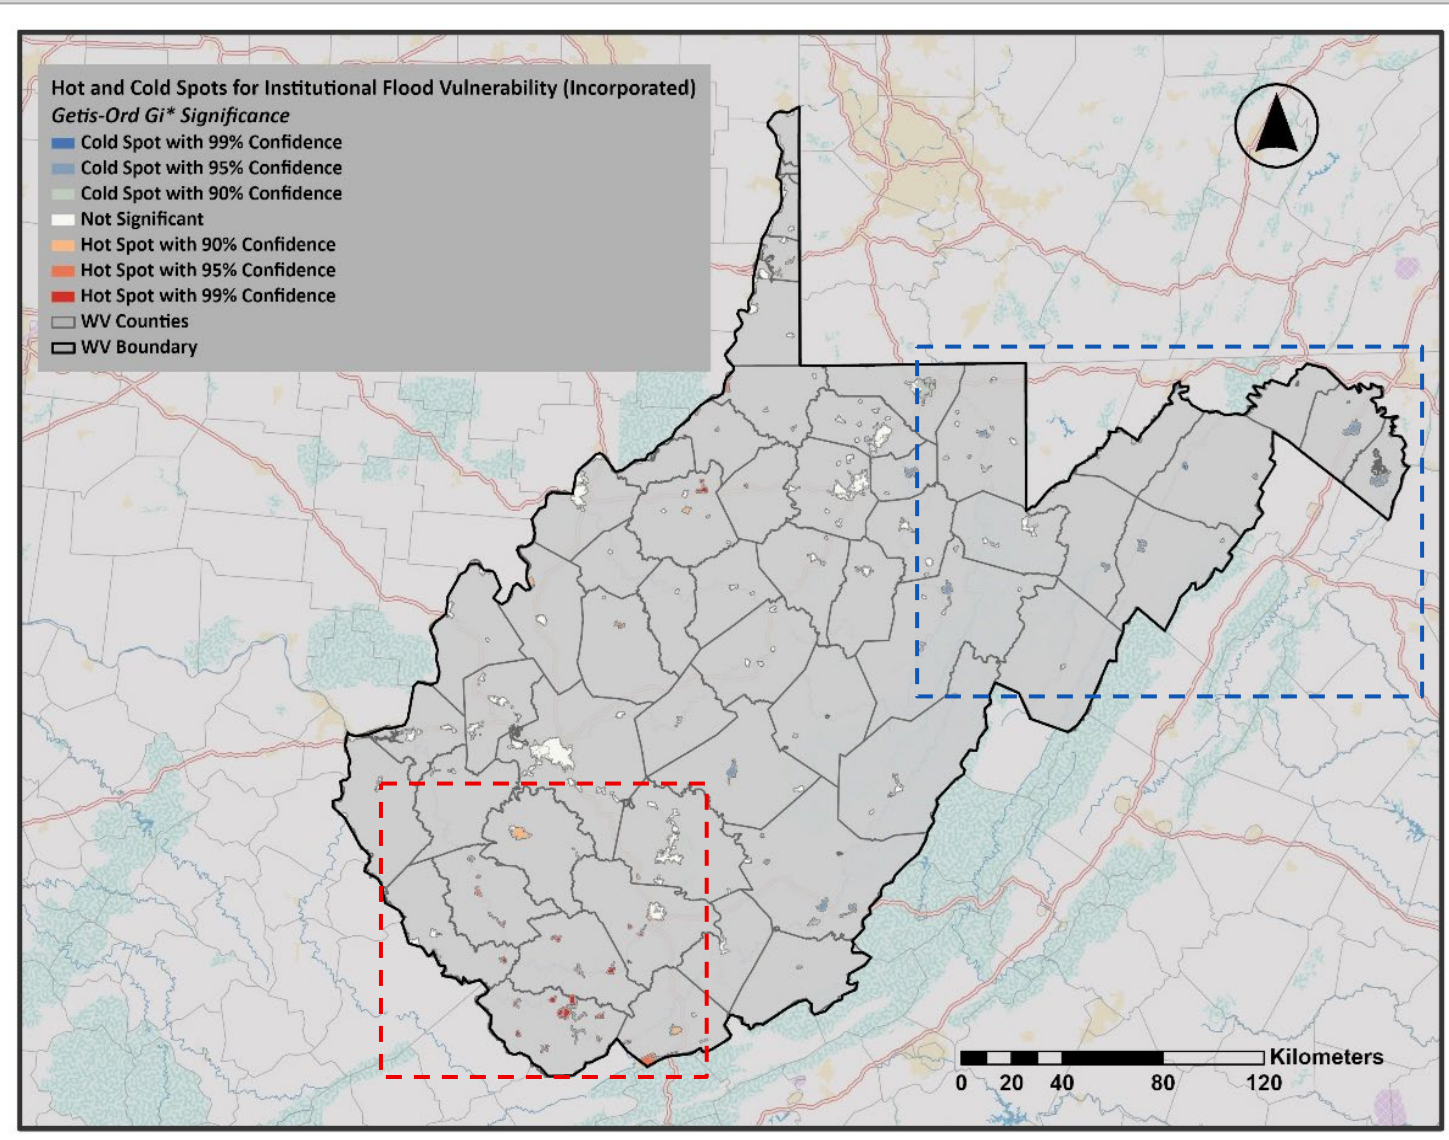 Hot and Cold Spots for Institutional Flood Vulnerability (Incorporated)
Getis-Ord Gi* Significance
Cold Spot with 99% Confidence
Cold Spot with 95% Confidence
Cold Spot with 90% Confidence
Not Significant
Hot Spot with 90% Confidence
Hot Spot with 95% Confidence
Hot Spot with 99% Confidence
WV Counties
WV Boundary
Kilometers
0 20 40 80 120